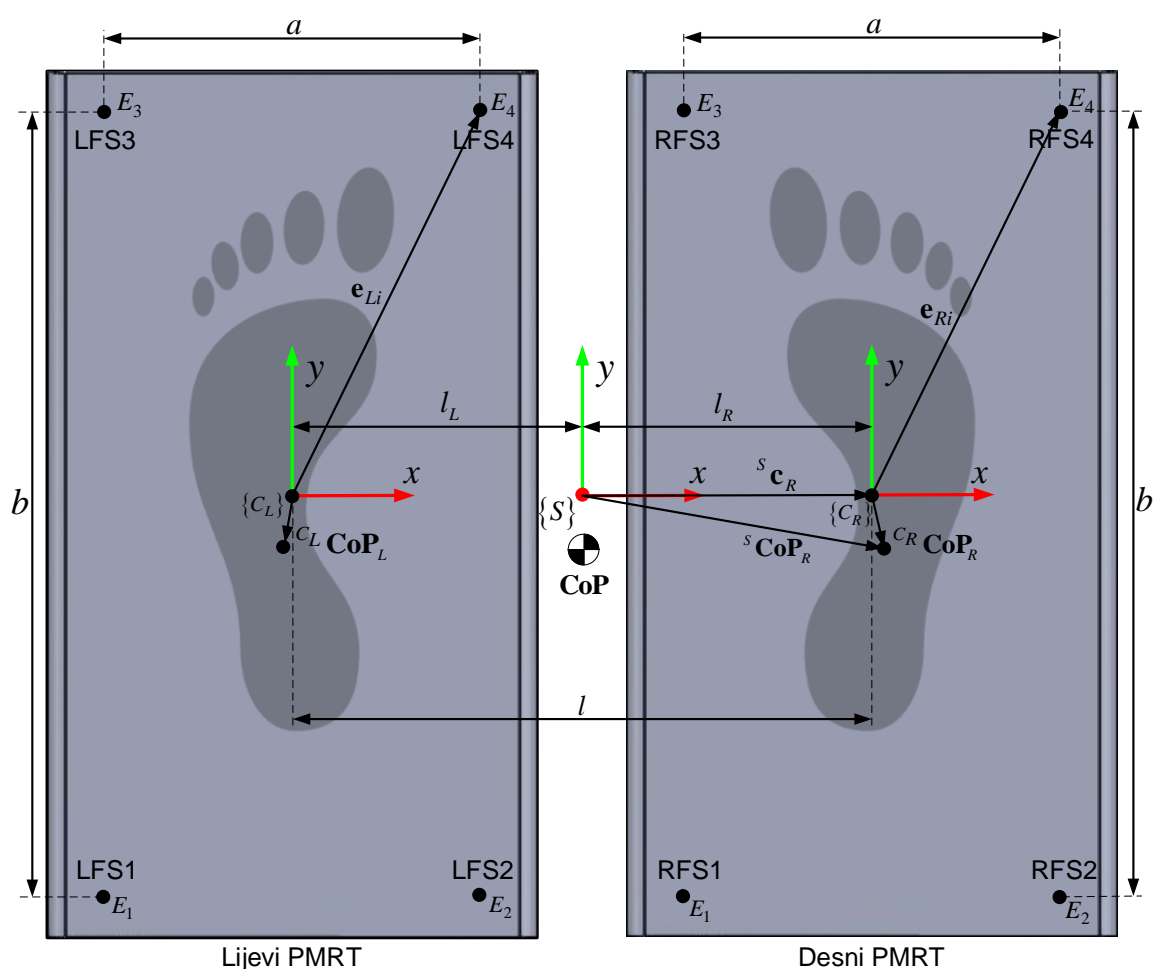 a a
E₃ E₄ E₃ E₄
LFS3 LFS4 RFS3 RFS4
e_Li e_Ri
y y y
l_L l_R
x x x
b {C_L} {S} ^S c_R {C_R} b
^{C_L} CoP_L ^S CoP_R ^{C_R} CoP_R
CoP
l
LFS1 LFS2 RFS1 RFS2
E₁ E₂ E₁ E₂
Lijevi PMRT Desni PMRT